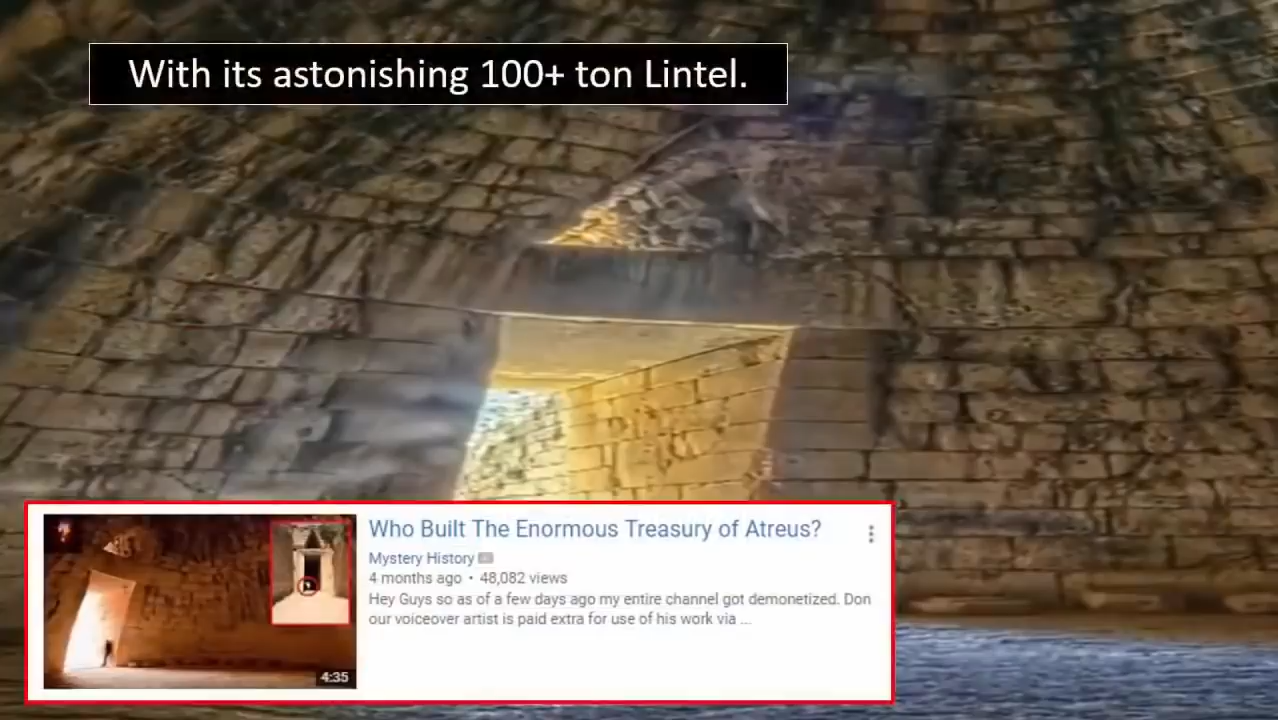 With its astonishing 100+ ton Lintel.
Who Built The Enormous Treasury of Atreus?
Mystery History
4 months ago • 48,082 views
Hey Guys so as of a few days ago my entire channel got demonetized. Don
our voiceover artist is paid extra for use of his work via ...
4:35